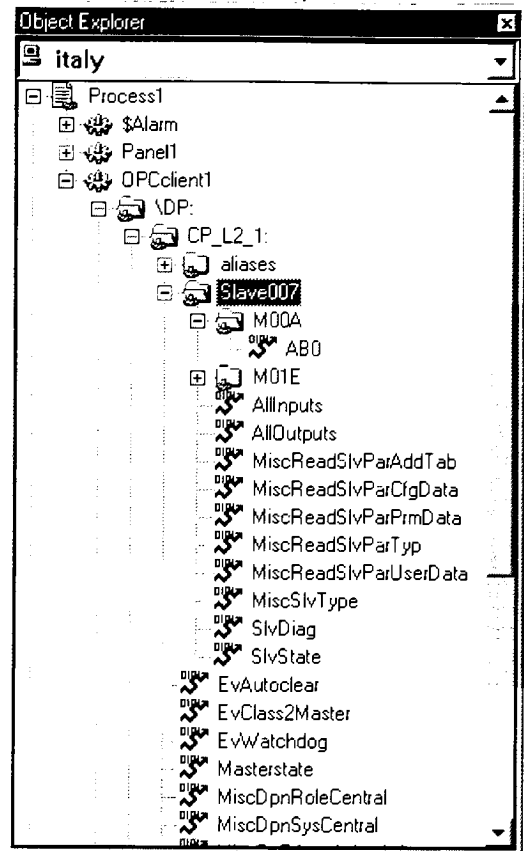 Object Explorer
italy
Process1
$Alarm
Panel1
OPCclient1
\DP:
CP_L2_1:
aliases
Slave007
M00A
AB0
M01E
AllInputs
AllOutputs
MiscReadSlvParAddTab
MiscReadSlvParCfgData
MiscReadSlvParPrmData
MiscReadSlvParTyp
MiscReadSlvParUserData
MiscSlvType
SlvDiag
SlvState
EvAutoclear
EvClass2Master
EvWatchdog
Masterstate
MiscDpnRoleCentral
MiscDpnSysCentral